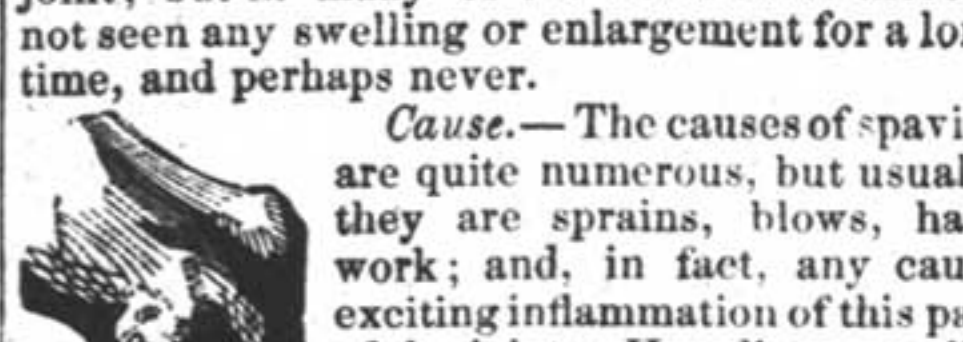 not seen any swelling or enlargement for a lo
time, and perhaps never.
Cause.— The causes of spavi
are quite numerous, but usual
they are sprains, blows, ha
work; and, in fact, any cau
exciting inflammation of this pa